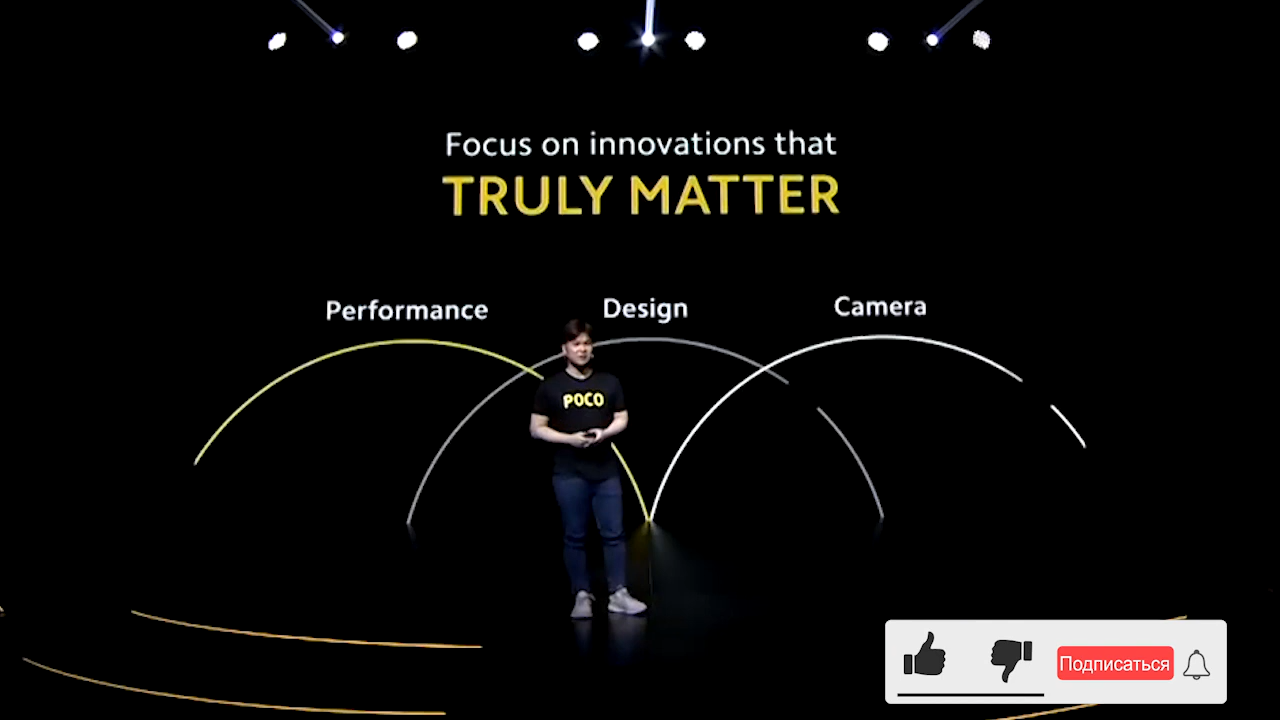 Focus on innovations that
TRULY MATTER
Performance
Design
Camera
POCO
Подписаться